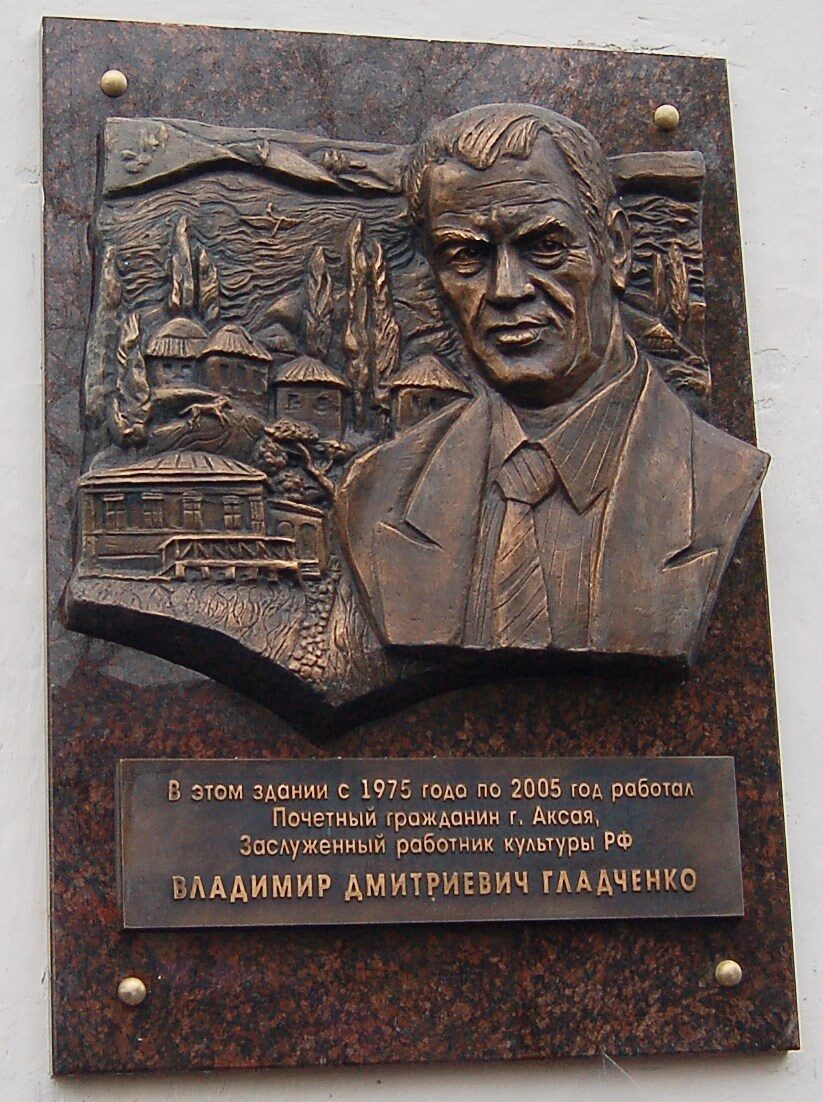 В этом здании с 1975 года по 2005 год работал
Почетный гражданин г. Аксая,
Заслуженный работник культуры РФ
ВЛАДИМИР ДМИТРИЕВИЧ ГЛАДЧЕНКО